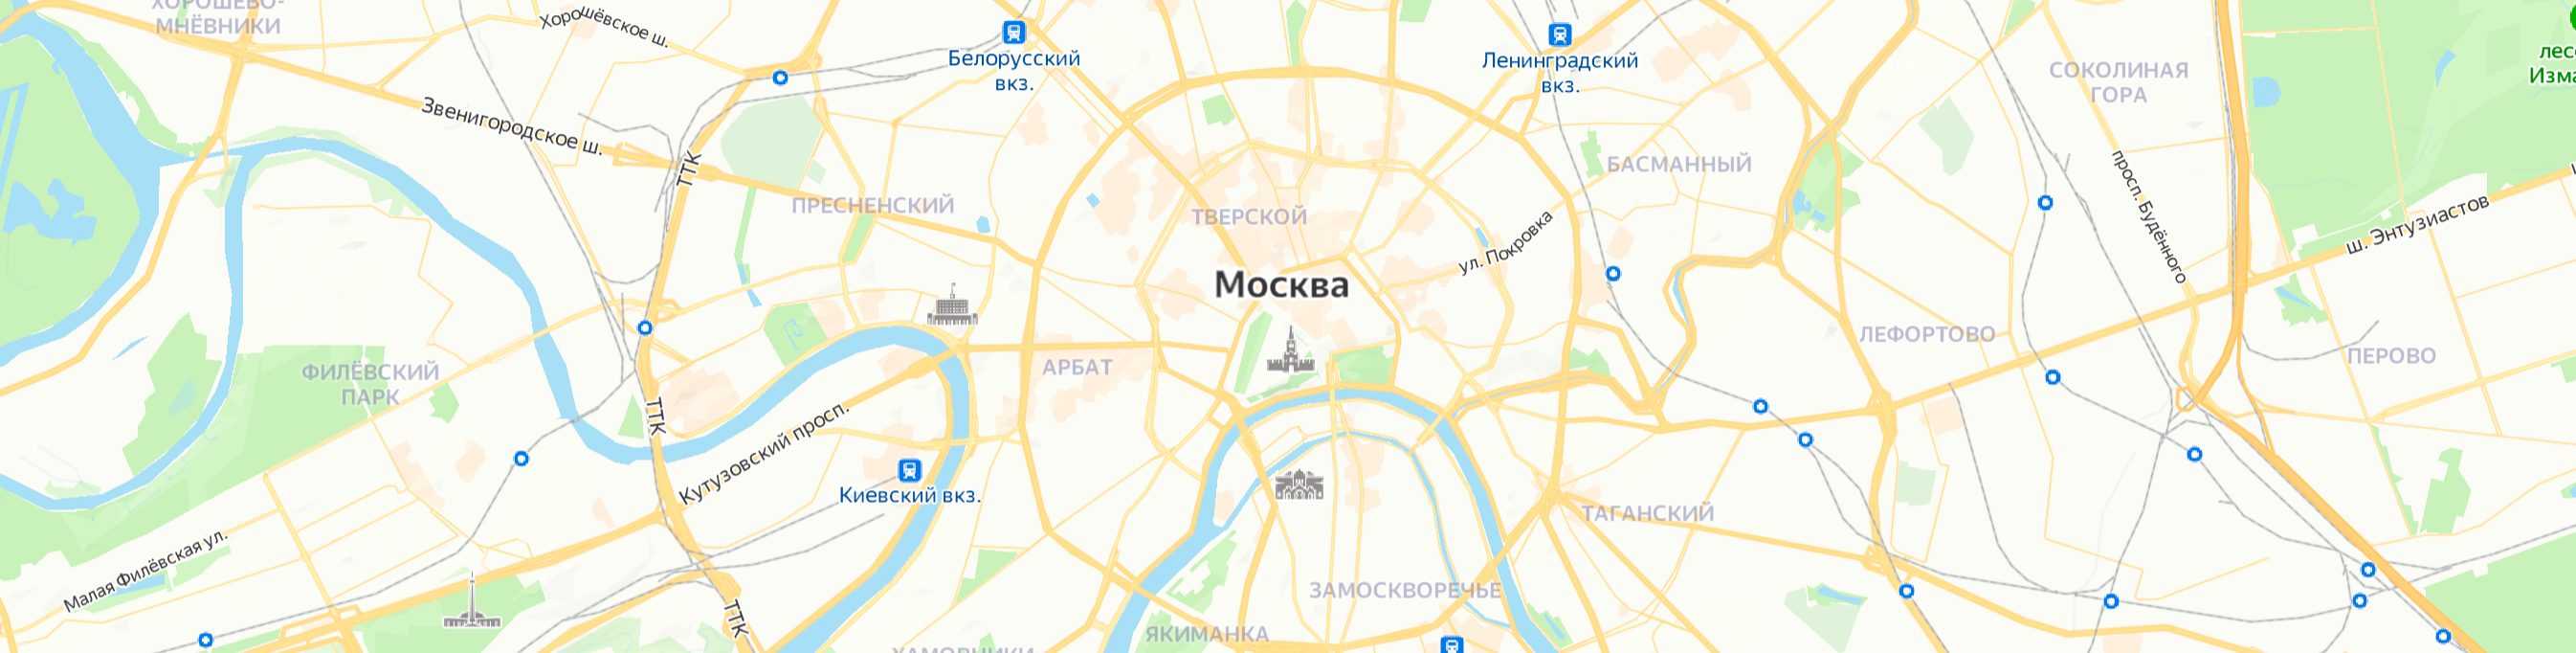 ХОРОШЁВО-
МНЁВНИКИ
Хорошёвское ш.
Белорусский
вкз.
Ленинградский
вкз.
СОКОЛИНАЯ
ГОРА
лес
Изма
Звенигородское ш.
ТТК
ПРЕСНЕНСКИЙ
ТВЕРСКОЙ
БАСМАННЫЙ
просп. Будённого
ул. Покровка
ш. Энтузиастов
Москва
ФИЛЁВСКИЙ
ПАРК
АРБАТ
ЛЕФОРТОВО
ПЕРОВО
ТТК
Кутузовский просп.
Киевский вкз.
ТАГАНСКИЙ
Малая Филёвская ул.
ТТК
ЗАМОСКВОРЕЧЬЕ
ЯКИМАНКА
ХАМОВНИКИ